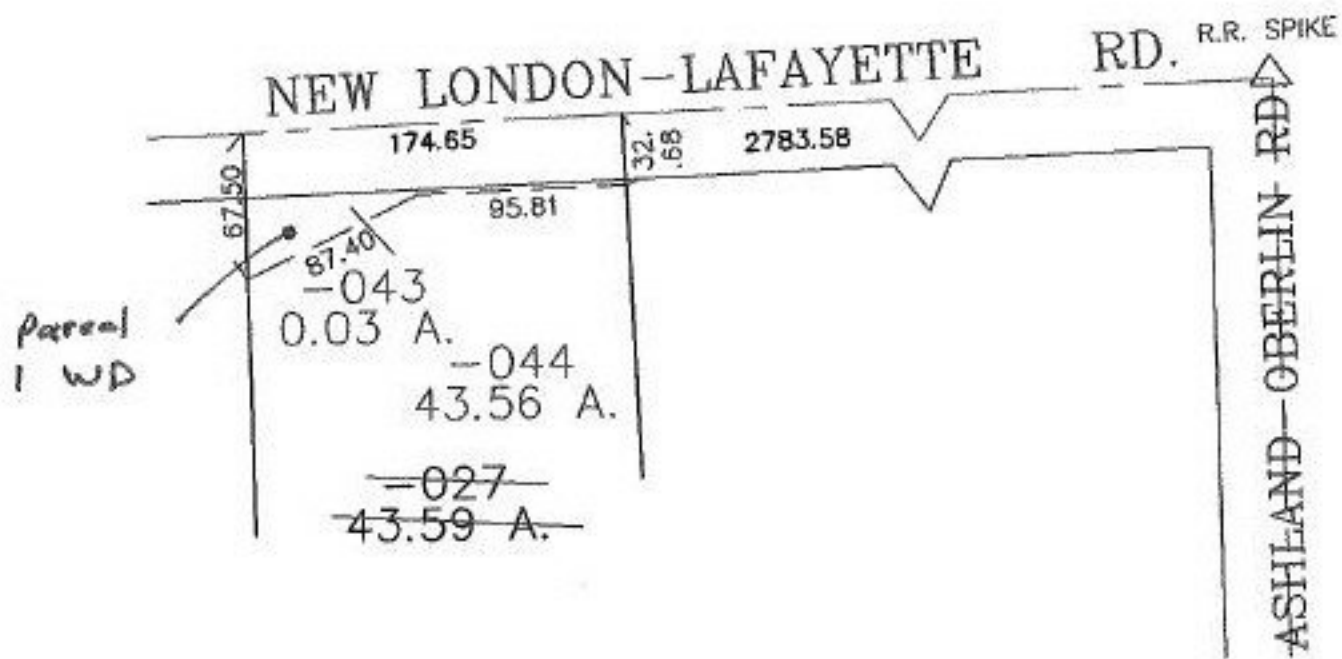 NEW LONDON-LAFAYETTE RD.
R.R. SPIKE
174.65
32.
.68
2783.58
67.50
95.81
87.40
-043
0.03 A.
-044
43.56 A.
-027
43.59 A.
Parcel
1 WD
ASHLAND-OBERLIN RD